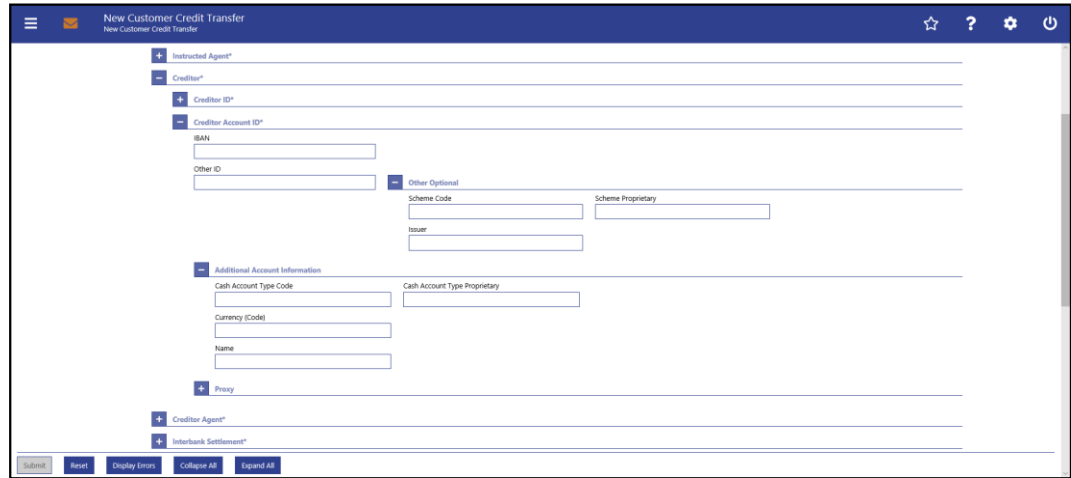 New Customer Credit Transfer
New Customer Credit Transfer
Instructed Agent*
Creditor*
Creditor ID*
Creditor Account ID*
IBAN
Other ID
Other Optional
Scheme Code Scheme Proprietary
Issuer
Additional Account Information
Cash Account Type Code Cash Account Type Proprietary
Currency (Code)
Name
Proxy
Creditor Agent*
Interbank Settlement*
Submit Reset Display Errors Collapse All Expand All